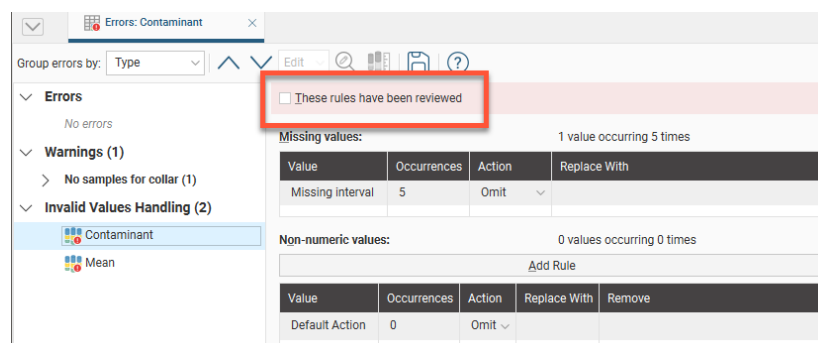 Errors: Contaminant ×
Group errors by: Type Edit ?
These rules have been reviewed
Errors
No errors
Warnings (1)
No samples for collar (1)
Invalid Values Handling (2)
Contaminant
Mean
Missing values: 1 value occurring 5 times
Value Occurrences Action Replace With
Missing interval 5 Omit
Non-numeric values: 0 values occurring 0 times
Add Rule
Value Occurrences Action Replace With Remove
Default Action 0 Omit